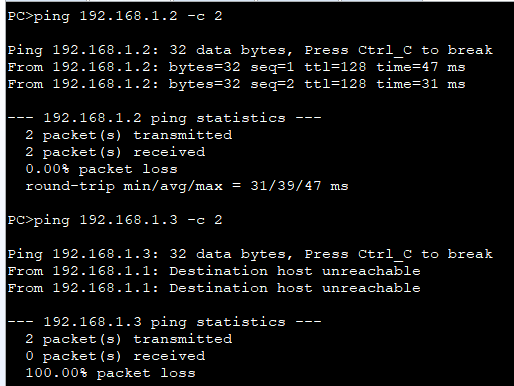 PC>ping 192.168.1.2 -c 2
Ping 192.168.1.2: 32 data bytes, Press Ctrl_C to break
From 192.168.1.2: bytes=32 seq=1 ttl=128 time=47 ms
From 192.168.1.2: bytes=32 seq=2 ttl=128 time=31 ms
--- 192.168.1.2 ping statistics ---
2 packet(s) transmitted
2 packet(s) received
0.00% packet loss
round-trip min/avg/max = 31/39/47 ms
PC>ping 192.168.1.3 -c 2
Ping 192.168.1.3: 32 data bytes, Press Ctrl_C to break
From 192.168.1.1: Destination host unreachable
From 192.168.1.1: Destination host unreachable
--- 192.168.1.3 ping statistics ---
2 packet(s) transmitted
0 packet(s) received
100.00% packet loss